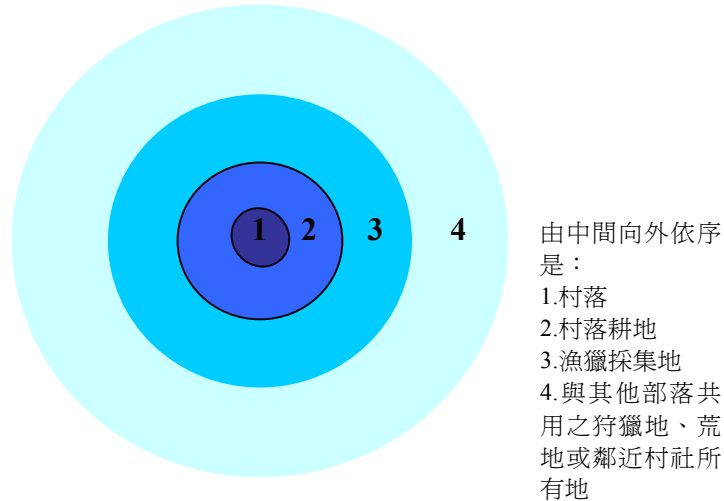 1 2 3 4
由中間向外依序
是：
1.村落
2.村落耕地
3.漁獵採集地
4.與其他部落共
用之狩獵地、荒
地或鄰近村社所
有地